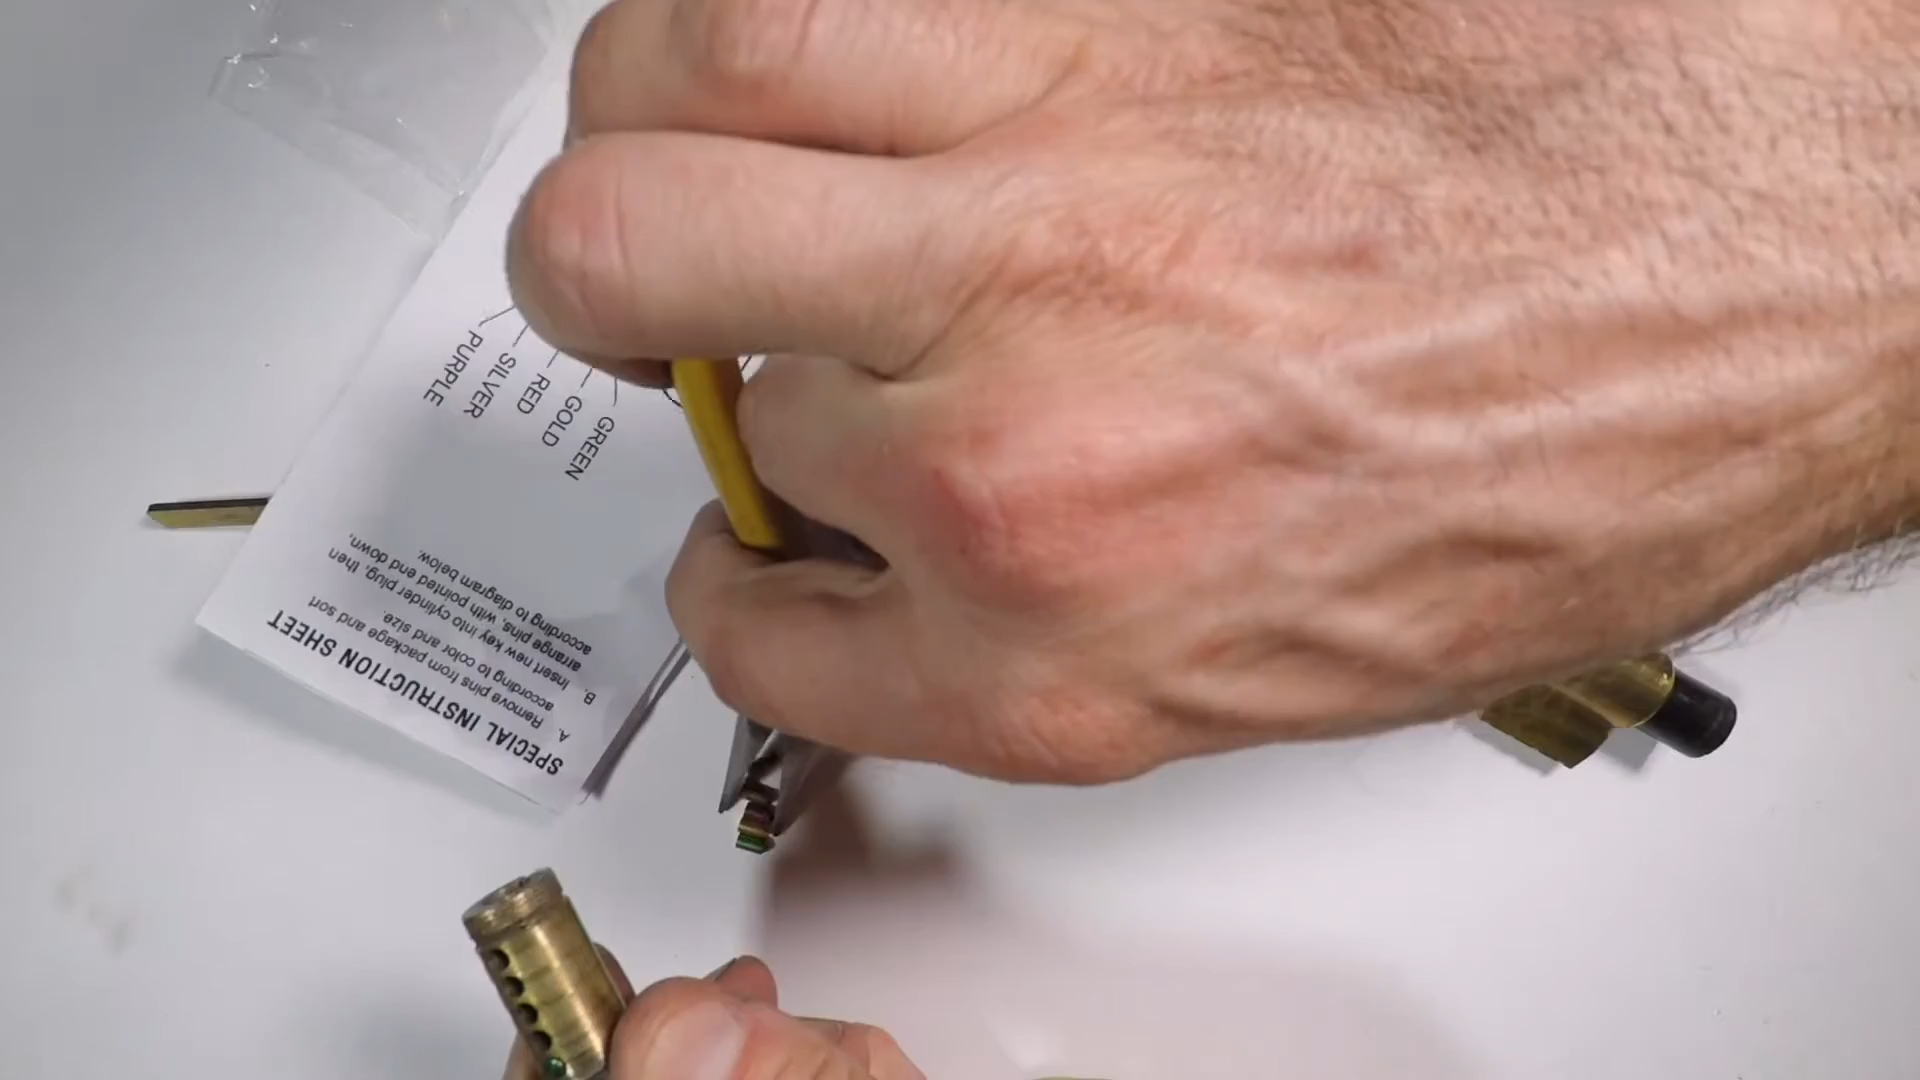 SPECIAL INSTRUCTION SHEET
A. Remove pins from package and sort
according to color and size.
B. Insert new key into cylinder plug, then
arrange pins, with pointed end down,
according to diagram below.
GREEN
GOLD
RED
SILVER
PURPLE